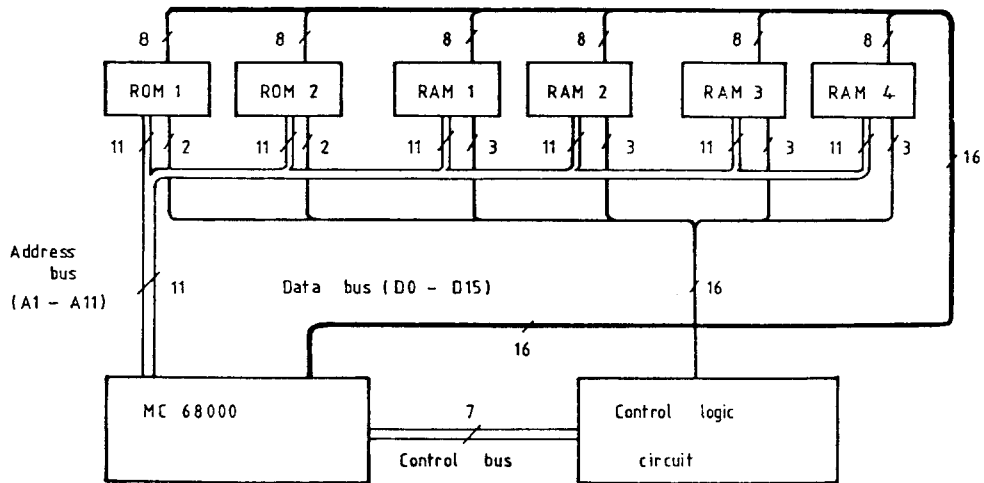 8 8 8 8 8 8
ROM 1 ROM 2 RAM 1 RAM 2 RAM 3 RAM 4
11 2 11 2 11 3 11 3 11 3 11 3
16
Address
bus
(A1 - A11)
11
Data bus (D0 - D15)
16
16
MC 68000
7
Control bus
Control logic
circuit